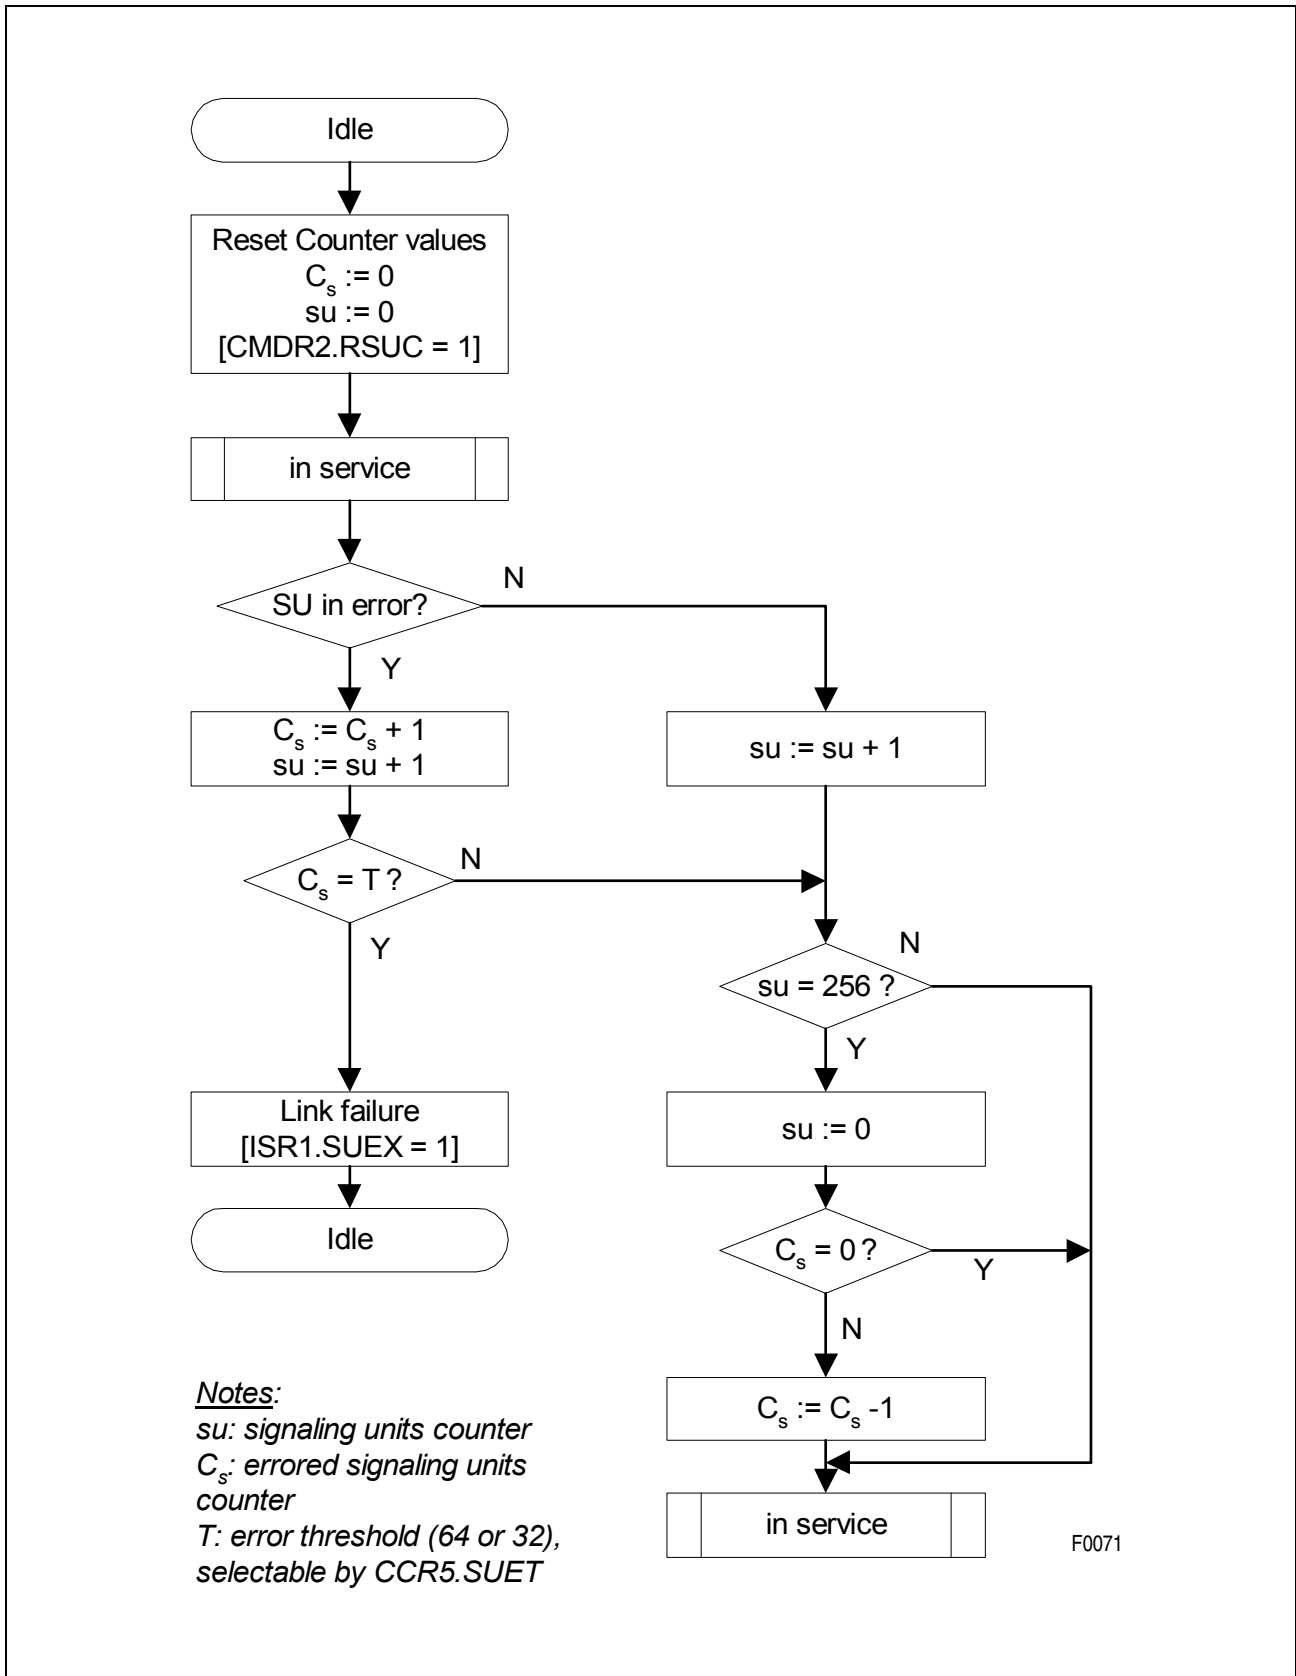 Idle
Reset Counter values
Cs := 0
su := 0
[CMDR2.RSUC = 1]
in service
SU in error?
N
Y
Cs := Cs + 1
su := su + 1
su := su + 1
Cs = T ?
N
Y
su = 256 ?
N
Y
Link failure
[ISR1.SUEX = 1]
su := 0
Idle
Cs = 0 ?
Y
N
Cs := Cs -1
in service
Notes:
su: signaling units counter
Cs: errored signaling units
counter
T: error threshold (64 or 32),
selectable by CCR5.SUET
F0071